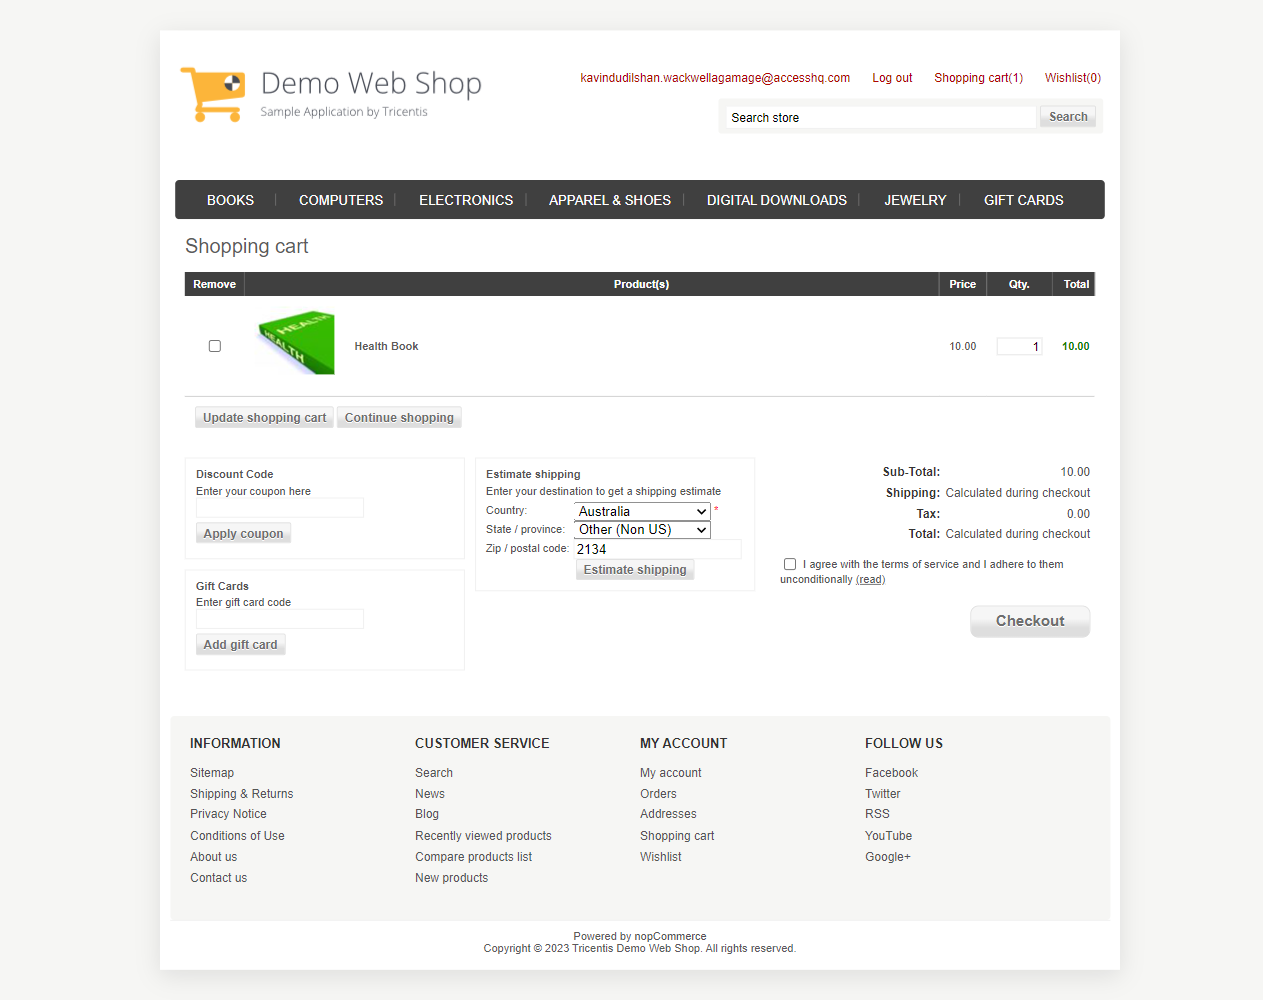 Demo Web Shop
Sample Application by Tricentis
kavindudilshan.wackwellagamage@accesshq.com Log out Shopping cart(1) Wishlist(0)
Search store Search
BOOKS COMPUTERS ELECTRONICS APPAREL & SHOES DIGITAL DOWNLOADS JEWELRY GIFT CARDS
Shopping cart
Remove Product(s) Price Qty. Total
HEALTH
HEALTH
Health Book 10.00 1 10.00
Update shopping cart Continue shopping
Discount Code
Enter your coupon here
Apply coupon
Gift Cards
Enter gift card code
Add gift card
Estimate shipping
Enter your destination to get a shipping estimate
Country: Australia *
State / province: Other (Non US)
Zip / postal code: 2134
Estimate shipping
Sub-Total: 10.00
Shipping: Calculated during checkout
Tax: 0.00
Total: Calculated during checkout
I agree with the terms of service and I adhere to them
unconditionally (read)
Checkout
INFORMATION
Sitemap
Shipping & Returns
Privacy Notice
Conditions of Use
About us
Contact us
CUSTOMER SERVICE
Search
News
Blog
Recently viewed products
Compare products list
New products
MY ACCOUNT
My account
Orders
Addresses
Shopping cart
Wishlist
FOLLOW US
Facebook
Twitter
RSS
YouTube
Google+
Powered by nopCommerce
Copyright © 2023 Tricentis Demo Web Shop. All rights reserved.